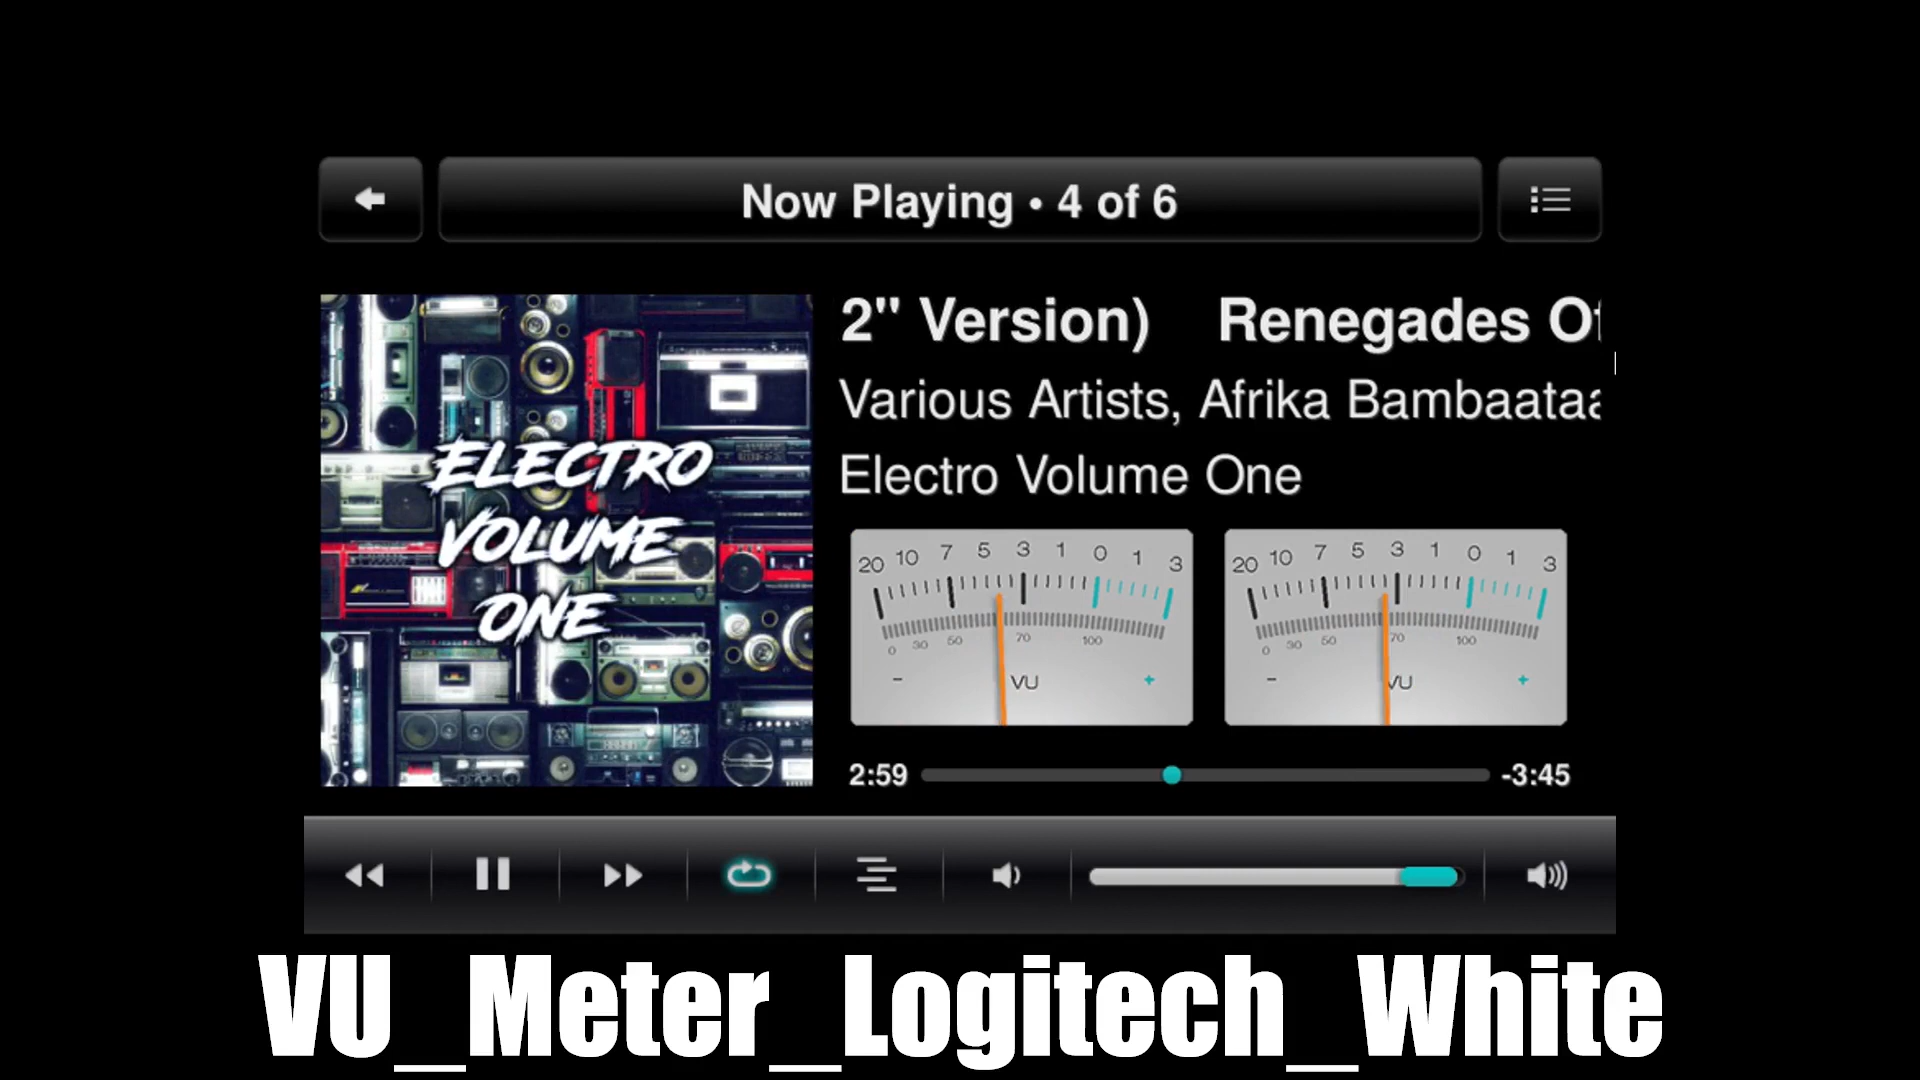 Now Playing • 4 of 6
ELECTRO
VOLUME
ONE
2" Version) Renegades Of
Various Artists, Afrika Bambaataa
Electro Volume One
20 10 7 5 3 1 0 1 3
0 30 50 70 100
- VU +
20 10 7 5 3 1 0 1 3
0 30 50 70 100
- VU +
2:59 -3:45
VU_Meter_Logitech_White